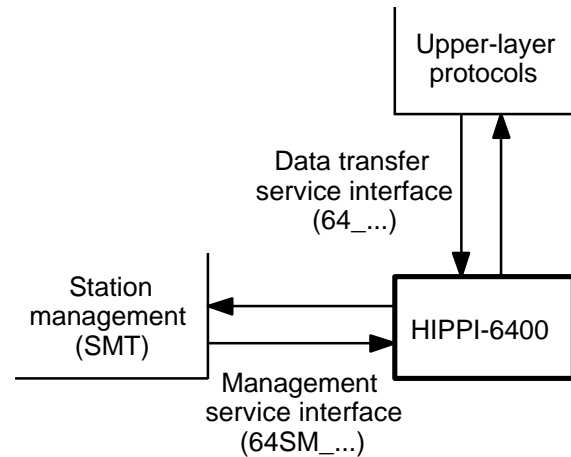 Upper-layer
protocols
Data transfer
service interface
(64_...)
Station
management
(SMT)
HIPPI-6400
Management
service interface
(64SM_...)